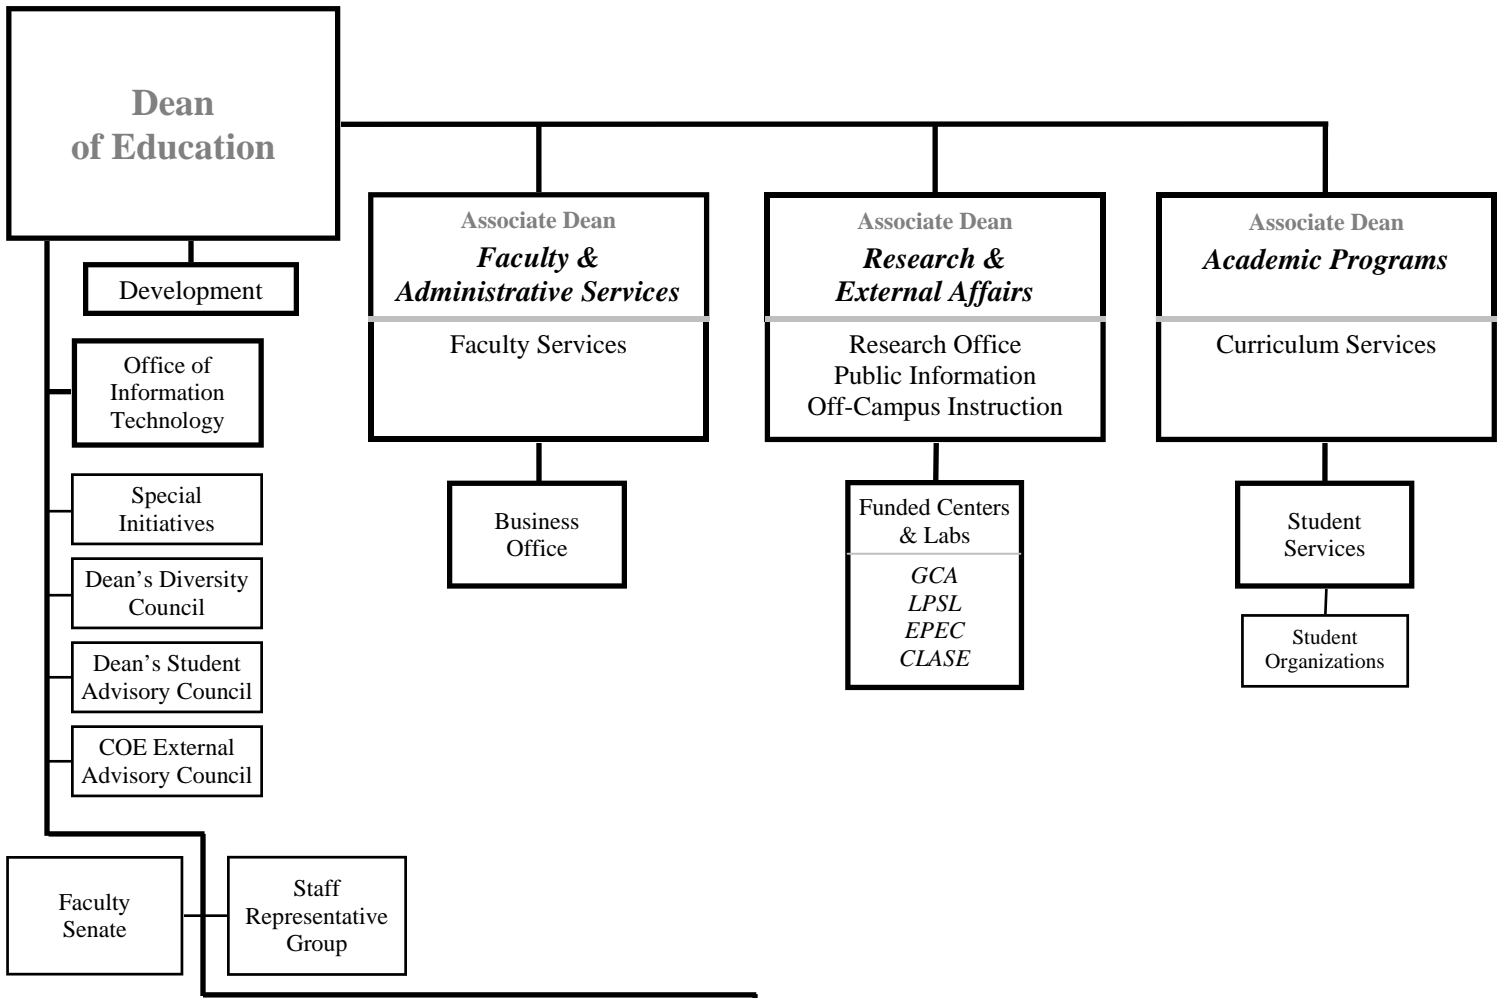 Dean
of Education
Associate Dean
Faculty &
Administrative Services
Faculty Services
Business
Office
Associate Dean
Research &
External Affairs
Research Office
Public Information
Off-Campus Instruction
Funded Centers
& Labs
GCA
LPSL
EPEC
CLASE
Associate Dean
Academic Programs
Curriculum Services
Student
Services
Student
Organizations
Development
Office of
Information
Technology
Special
Initiatives
Dean’s Diversity
Council
Dean’s Student
Advisory Council
COE External
Advisory Council
Faculty
Senate
Staff
Representative
Group